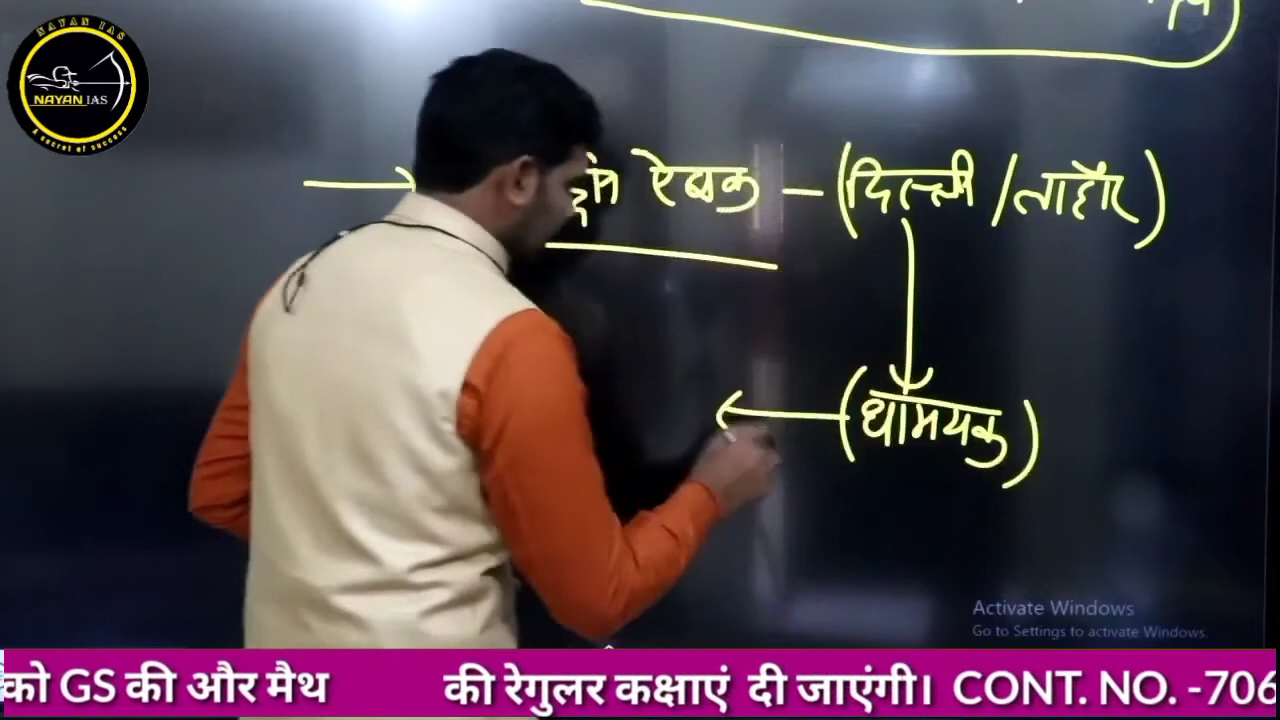 NAYAN IAS
NAYAN IAS
A secret of success
ऐबक – (दिल्ली / लाहौर)
(धार्मिक)
Activate Windows
Go to Settings to activate Windows.
को GS की और मैथ की रेगुलर कक्षाएं दी जाएंगी। CONT. NO. -706